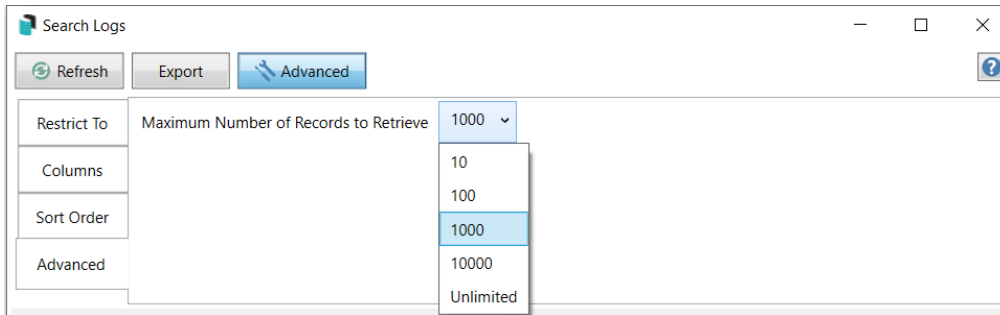 Search Logs
Refresh Export Advanced ?
Restrict To Maximum Number of Records to Retrieve 1000
10
Columns
100
Sort Order
1000
Advanced
10000
Unlimited